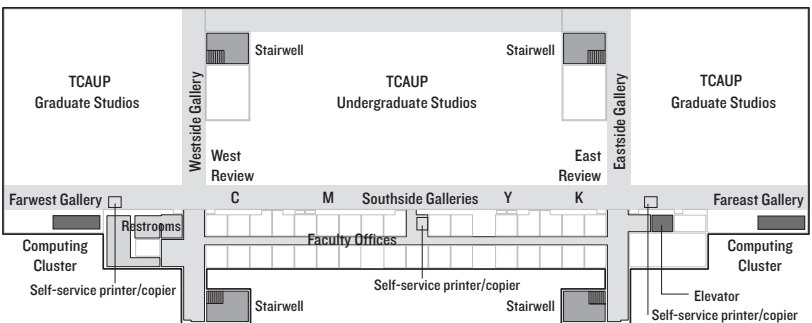 Stairwell
Stairwell
TCAUP
Graduate Studios
Westside Gallery
TCAUP
Undergraduate Studios
Eastside Gallery
TCAUP
Graduate Studios
West
Review
East
Review
Farwest Gallery
C
M
Southside Galleries
Y
K
Fareast Gallery
Restrooms
Faculty Offices
Computing
Cluster
Computing
Cluster
Self-service printer/copier
Self-service printer/copier
Elevator
Stairwell
Stairwell
Self-service printer/copier